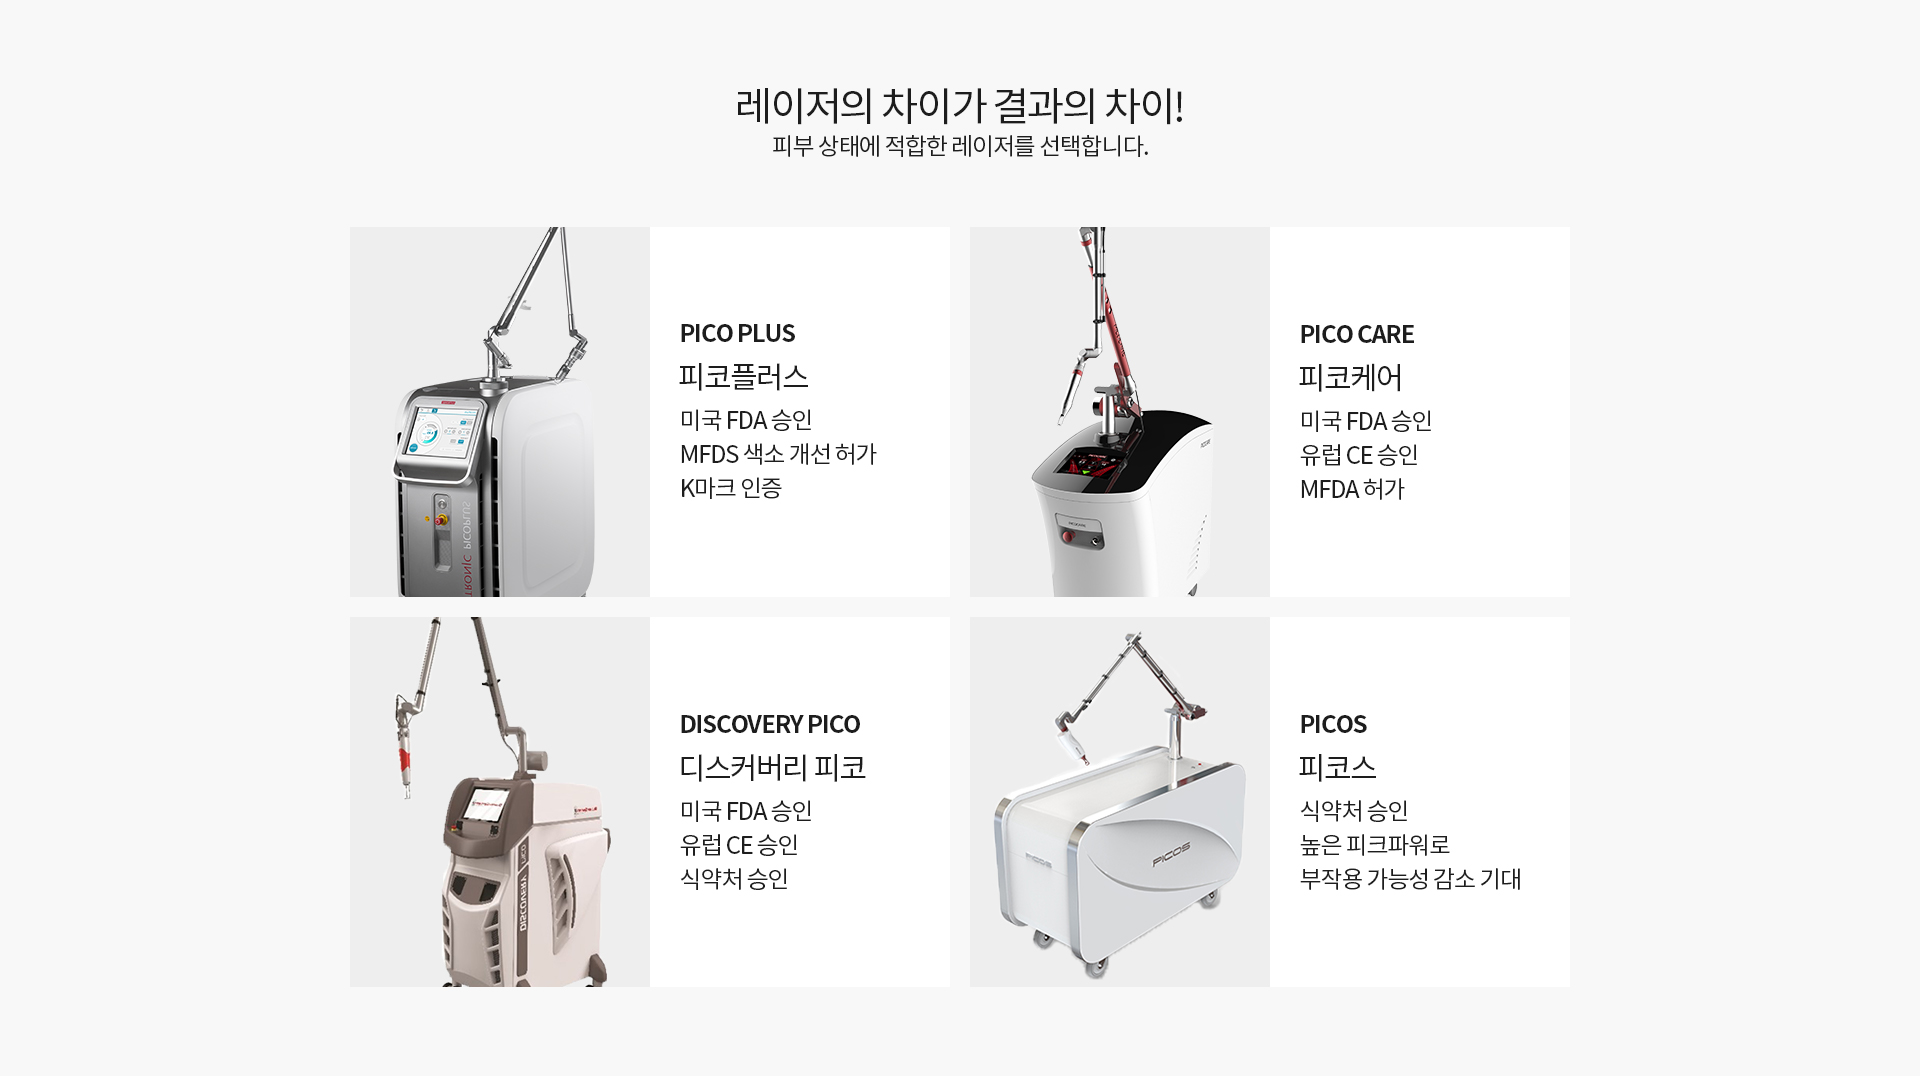 레이저의 차이가 결과의 차이!
피부 상태에 적합한 레이저를 선택합니다.
PICO PLUS
피코플러스
미국 FDA 승인
MFDS 색소 개선 허가
K마크 인증
PICOPLUS
PICO CARE
피코케어
미국 FDA 승인
유럽 CE 승인
MFDA 허가
DISCOVERY PICO
디스커버리 피코
미국 FDA 승인
유럽 CE 승인
식약처 승인
DISCOVERY PICO
PICOS
피코스
식약처 승인
높은 피크파워로
부작용 가능성 감소 기대
PICOS
PICOS